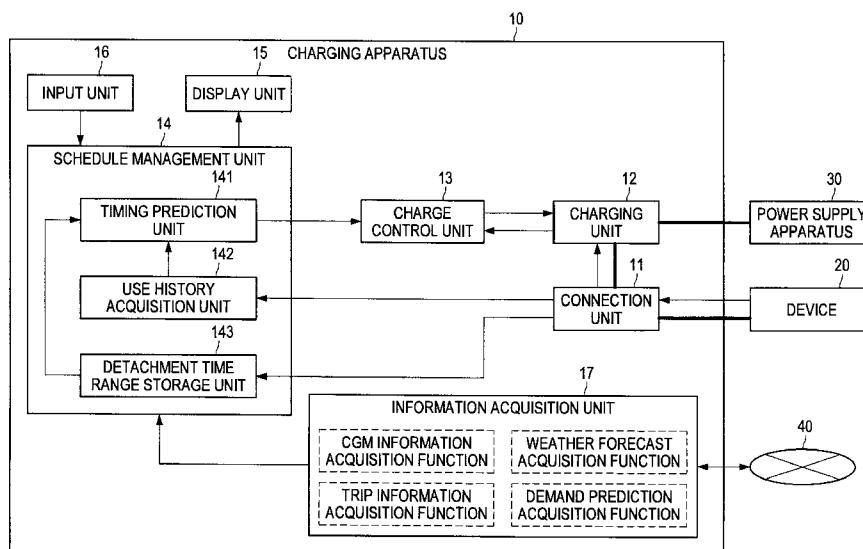 10
CHARGING APPARATUS
16
INPUT UNIT
15
DISPLAY UNIT
14
SCHEDULE MANAGEMENT UNIT
141
TIMING PREDICTION
UNIT
142
USE HISTORY
ACQUISITION UNIT
143
DETACHMENT TIME
RANGE STORAGE UNIT
13
CHARGE
CONTROL UNIT
12
CHARGING
UNIT
11
CONNECTION
UNIT
30
POWER SUPPLY
APPARATUS
20
DEVICE
17
INFORMATION ACQUISITION UNIT
CGM INFORMATION
ACQUISITION FUNCTION
WEATHER FORECAST
ACQUISITION FUNCTION
TRIP INFORMATION
ACQUISITION FUNCTION
DEMAND PREDICTION
ACQUISITION FUNCTION
40